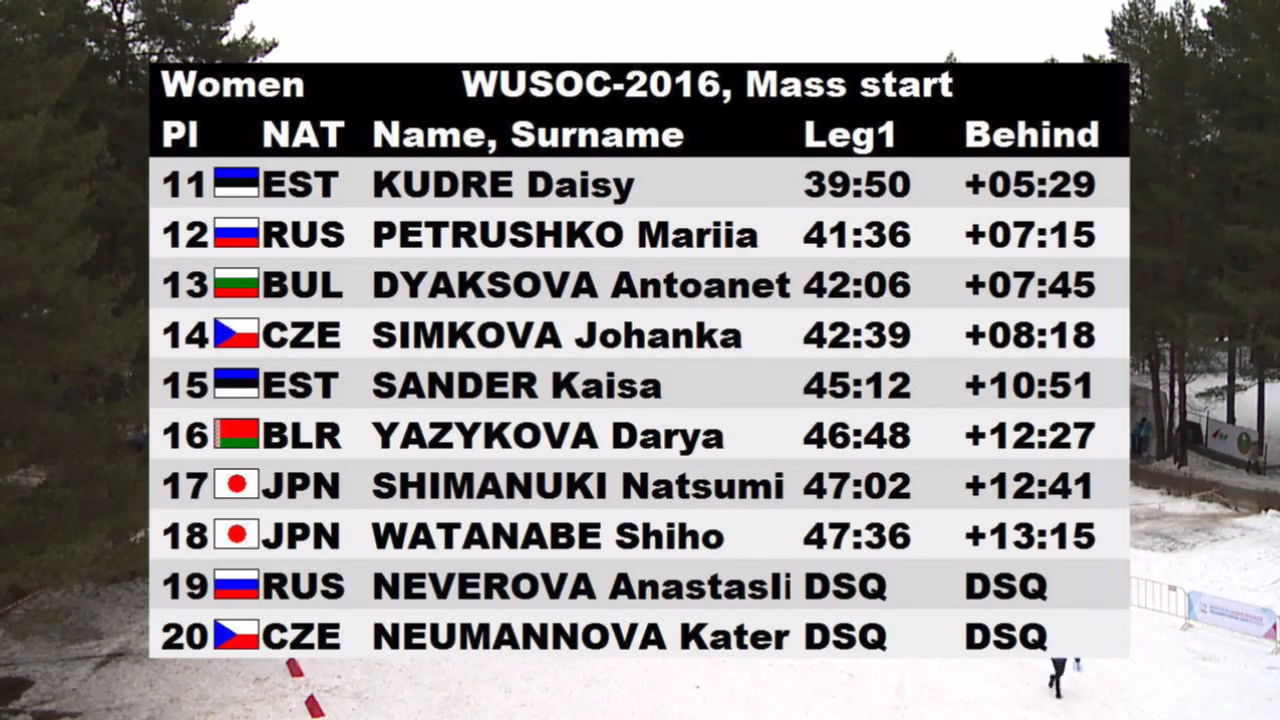 Women WUSOC-2016, Mass start
Pl NAT Name, Surname Leg1 Behind
11 EST KUDRE Daisy 39:50 +05:29
12 RUS PETRUSHKO Mariia 41:36 +07:15
13 BUL DYAKSOVA Antoanet 42:06 +07:45
14 CZE SIMKOVA Johanka 42:39 +08:18
15 EST SANDER Kaisa 45:12 +10:51
16 BLR YAZYKOVA Darya 46:48 +12:27
17 JPN SHIMANUKI Natsumi 47:02 +12:41
18 JPN WATANABE Shiho 47:36 +13:15
19 RUS NEVEROVA Anastasii DSQ DSQ
20 CZE NEUMANNOVA Kater DSQ DSQ